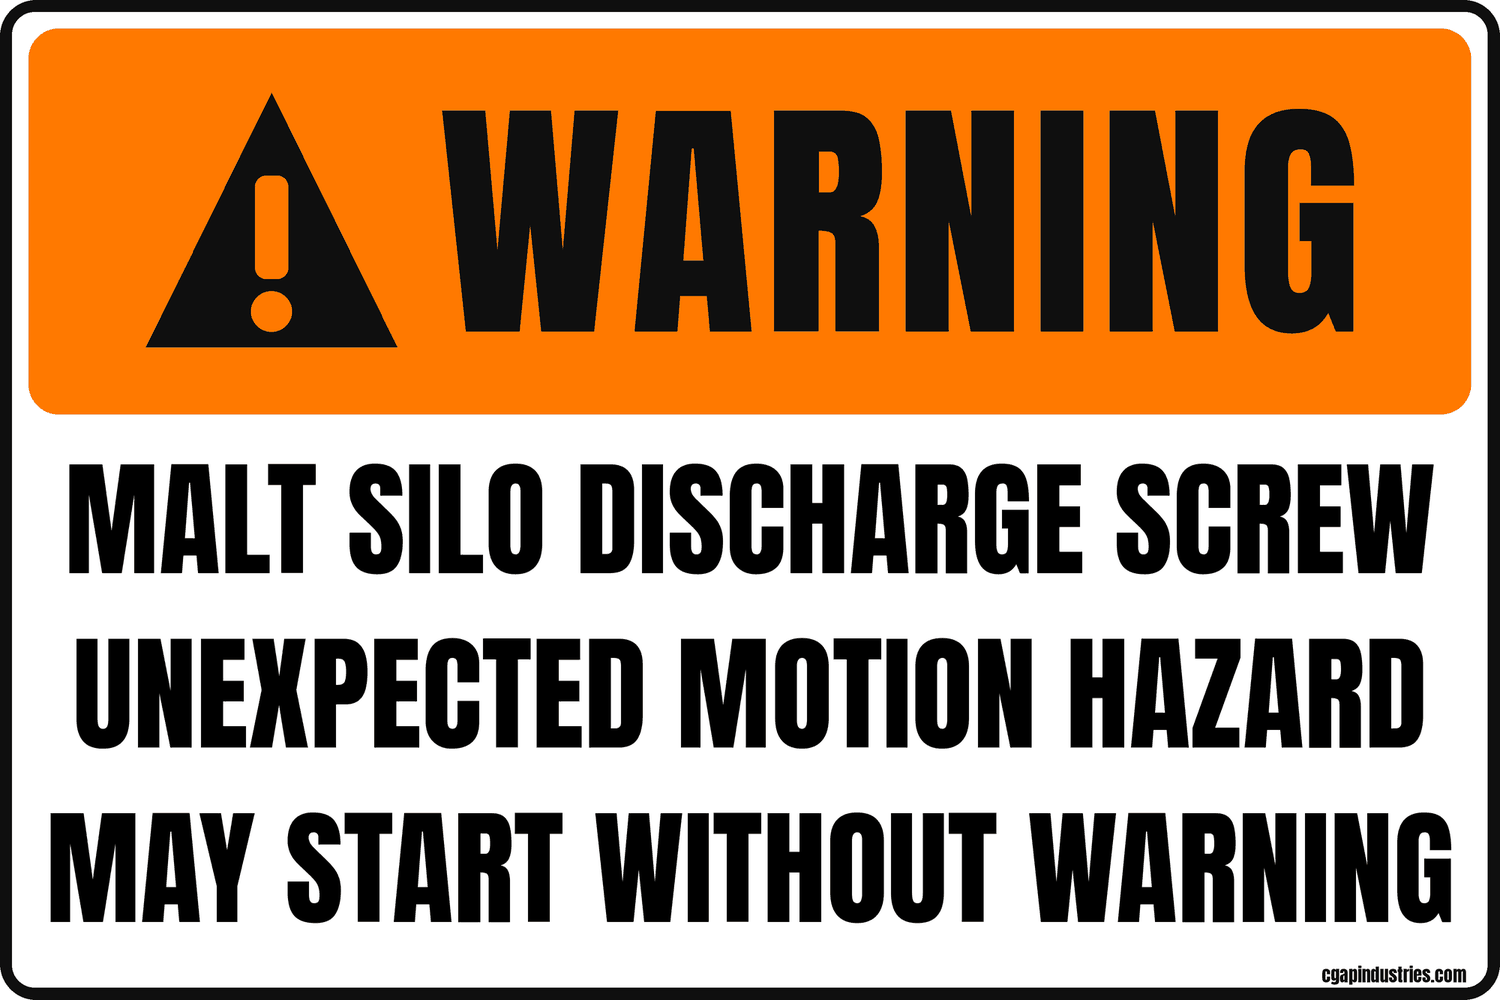 WARNING
MALT SILO DISCHARGE SCREW
UNEXPECTED MOTION HAZARD
MAY START WITHOUT WARNING
cgapindustries.com